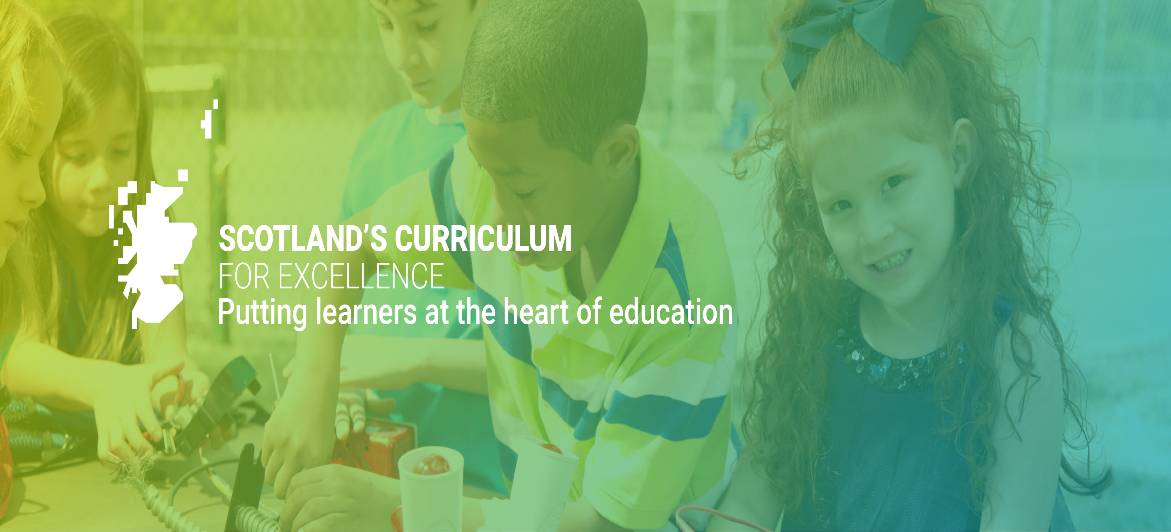 SCOTLAND'S CURRICULUM
FOR EXCELLENCE
Putting learners at the heart of education